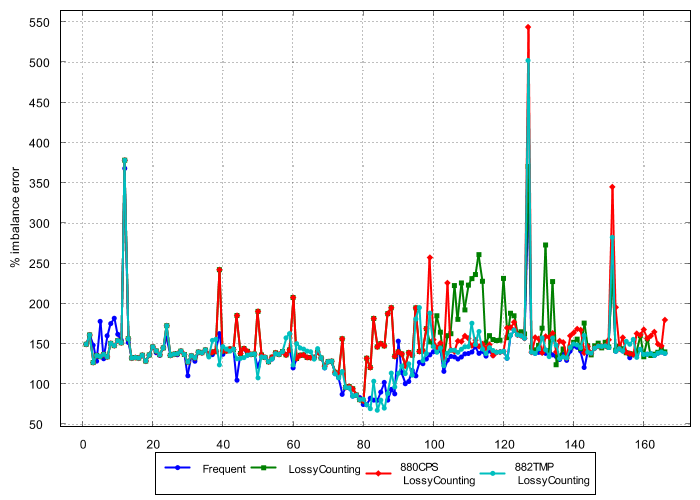 550
500
450
400
350
300
250
200
150
100
50
% imbalance error
0 20 40 60 80 100 120 140 160
Frequent LossyCounting 880CPS 882TMP
LossyCounting LossyCounting